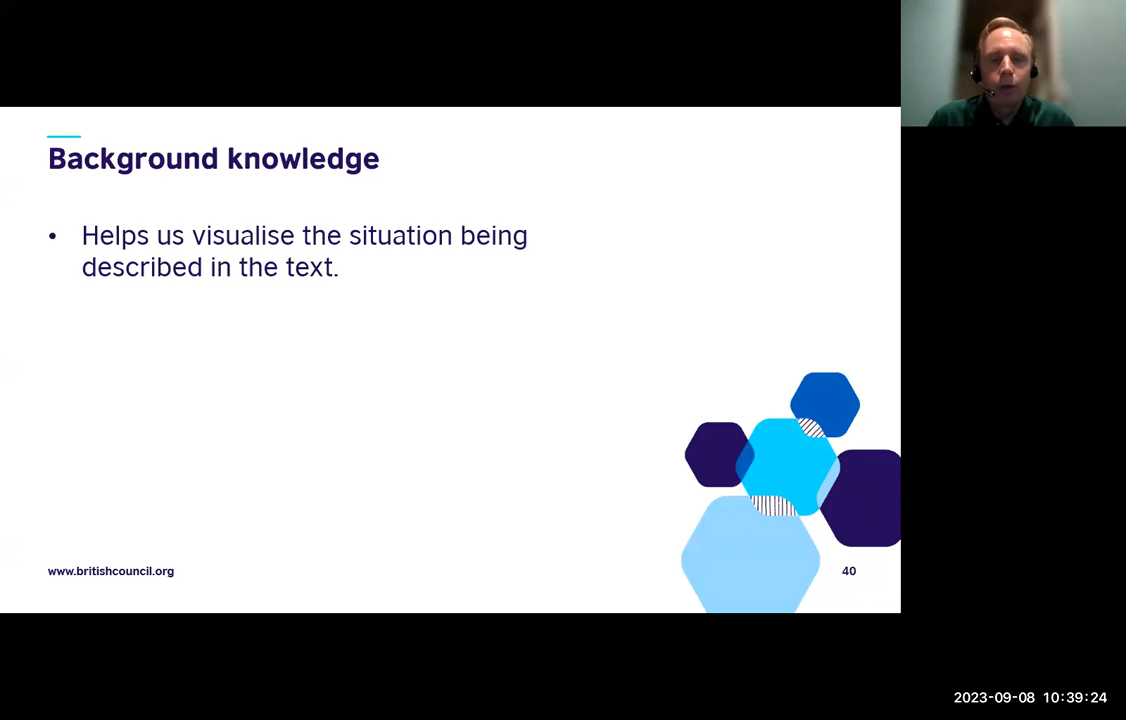 Background knowledge
• Helps us visualise the situation being
described in the text.
www.britishcouncil.org
40
2023-09-08 10:39:24